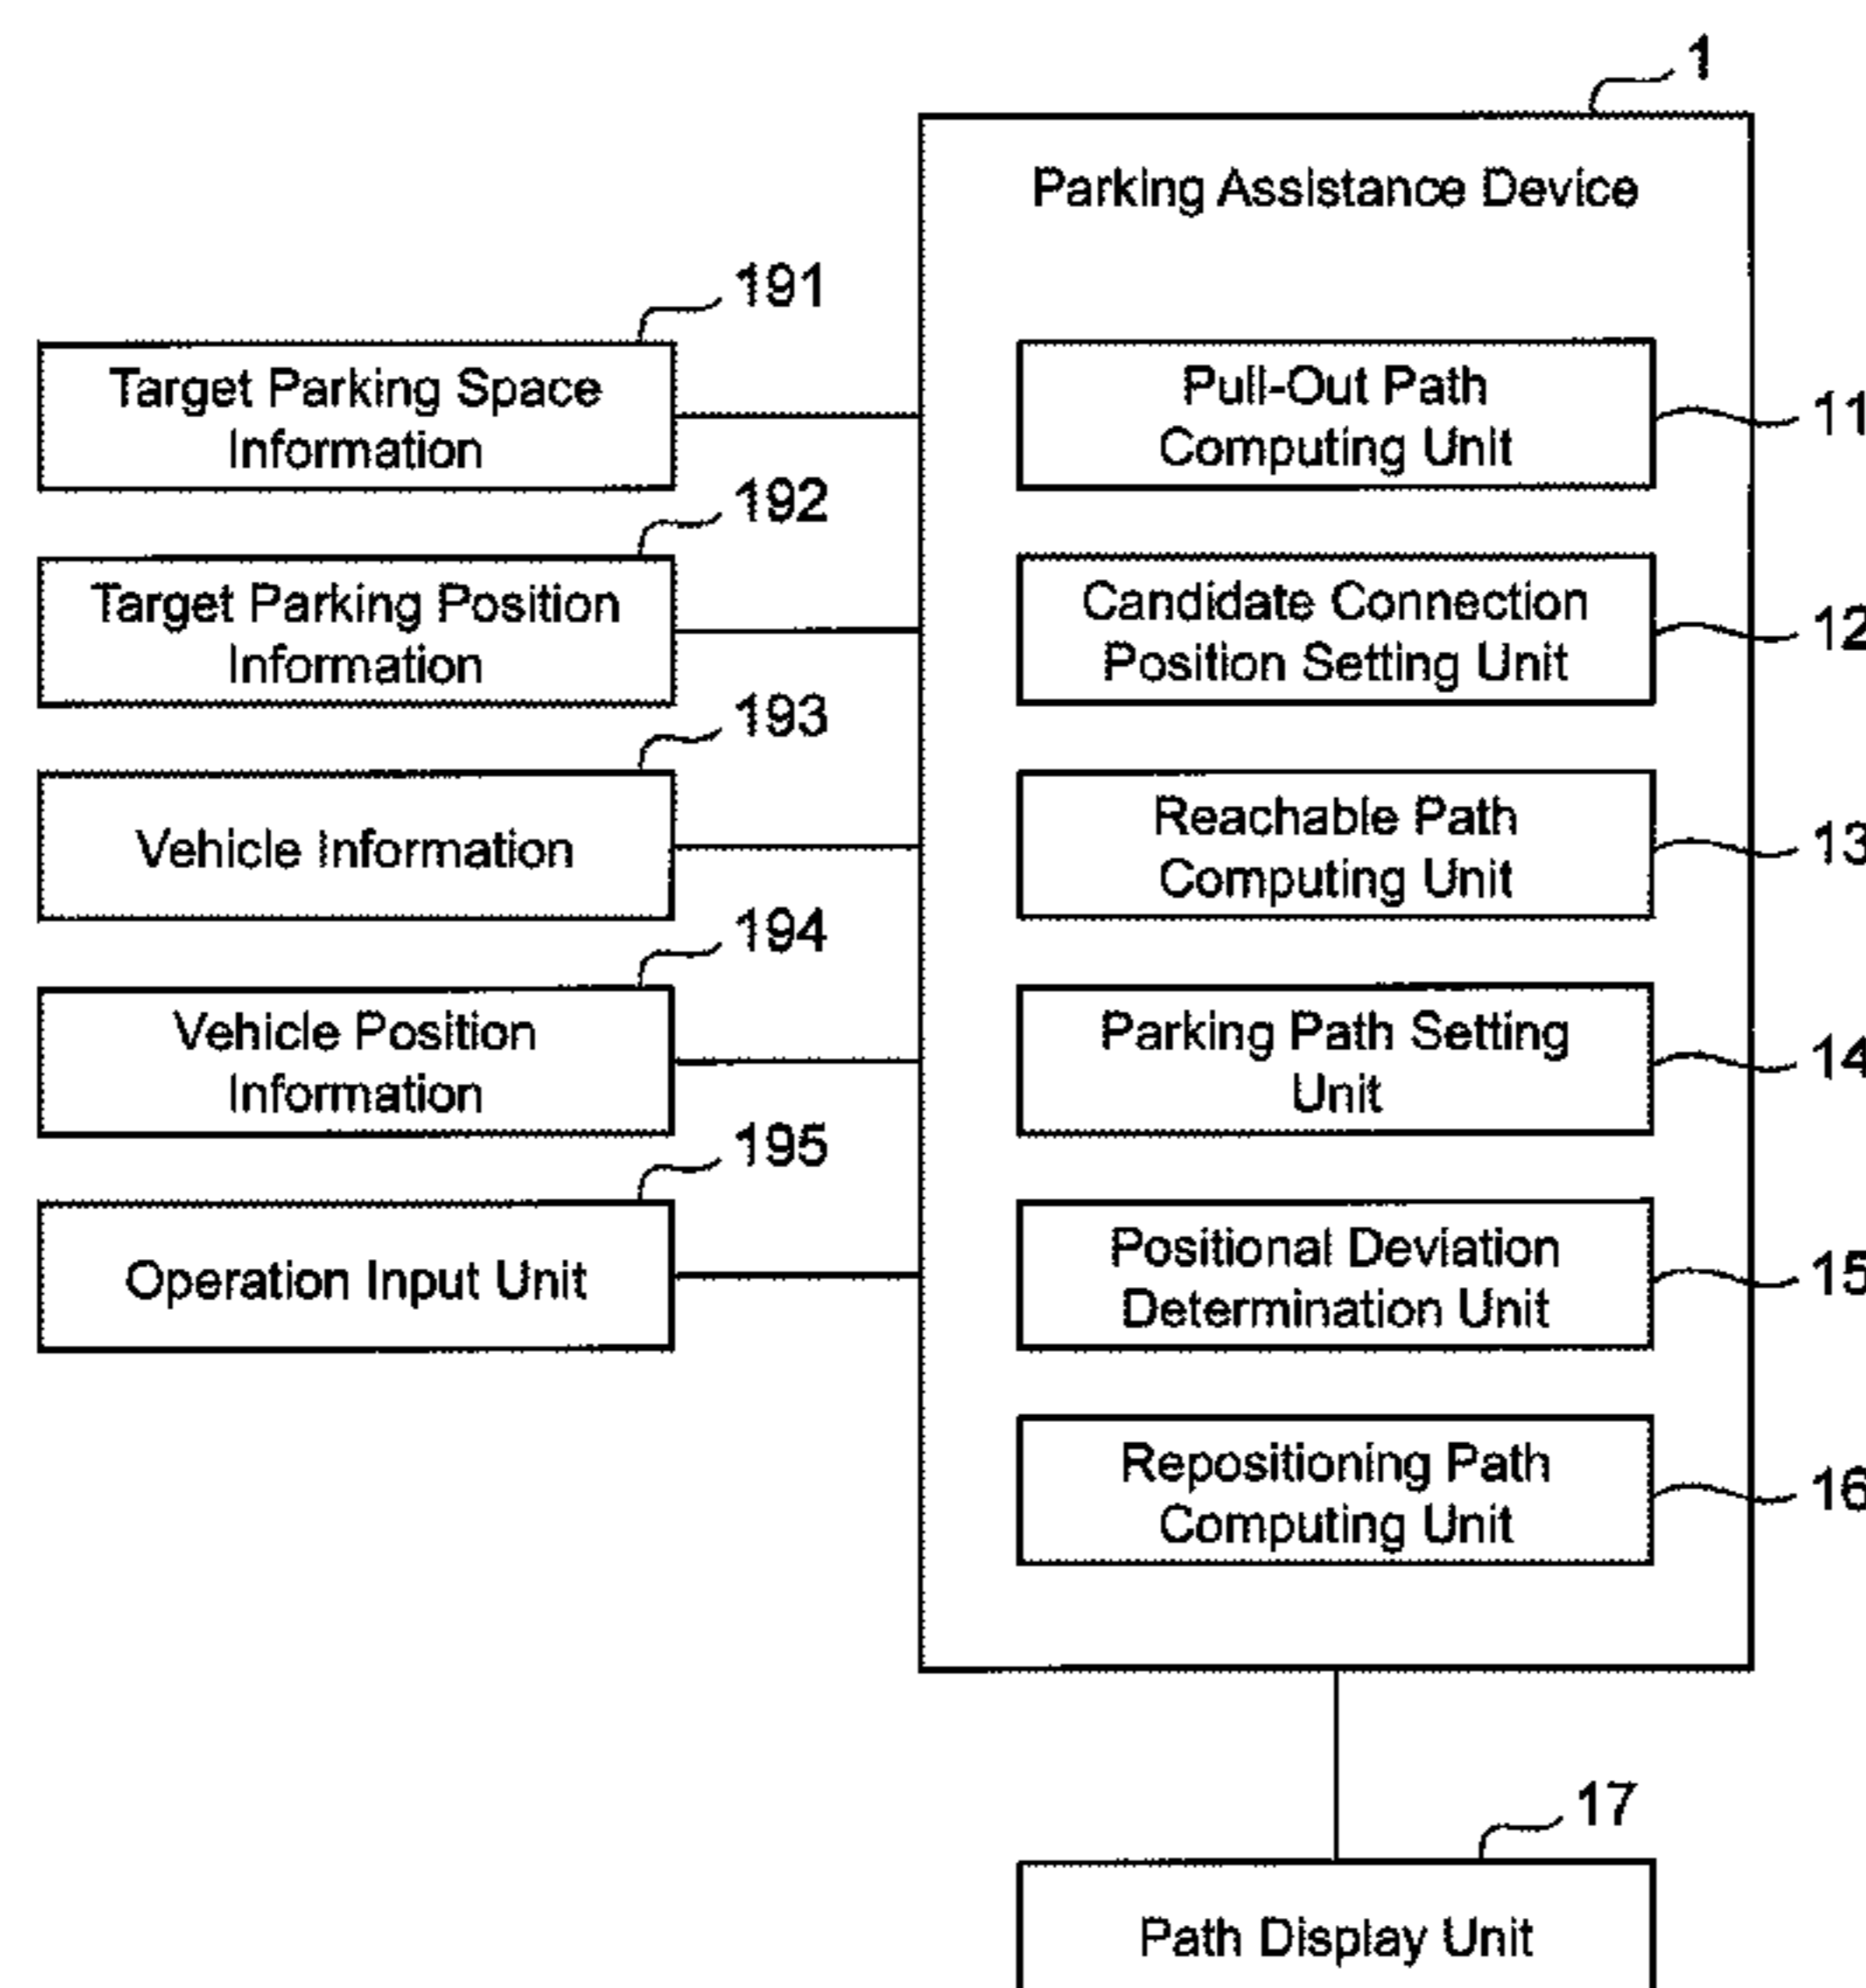 1
Parking Assistance Device
191
Target Parking Space
Information
192
Target Parking Position
Information
193
Vehicle Information
194
Vehicle Position
Information
195
Operation Input Unit
Pull-Out Path
Computing Unit
11
Candidate Connection
Position Setting Unit
12
Reachable Path
Computing Unit
13
Parking Path Setting
Unit
14
Positional Deviation
Determination Unit
15
Repositioning Path
Computing Unit
16
17
Path Display Unit